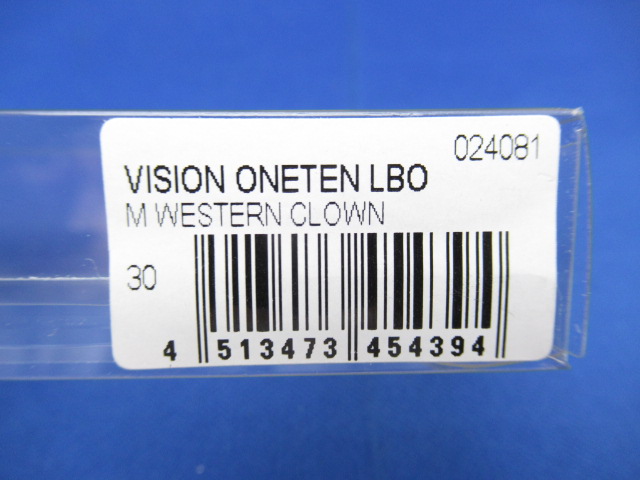 024081
VISION ONETEN LBO
M WESTERN CLOWN
30
4 513473 454394